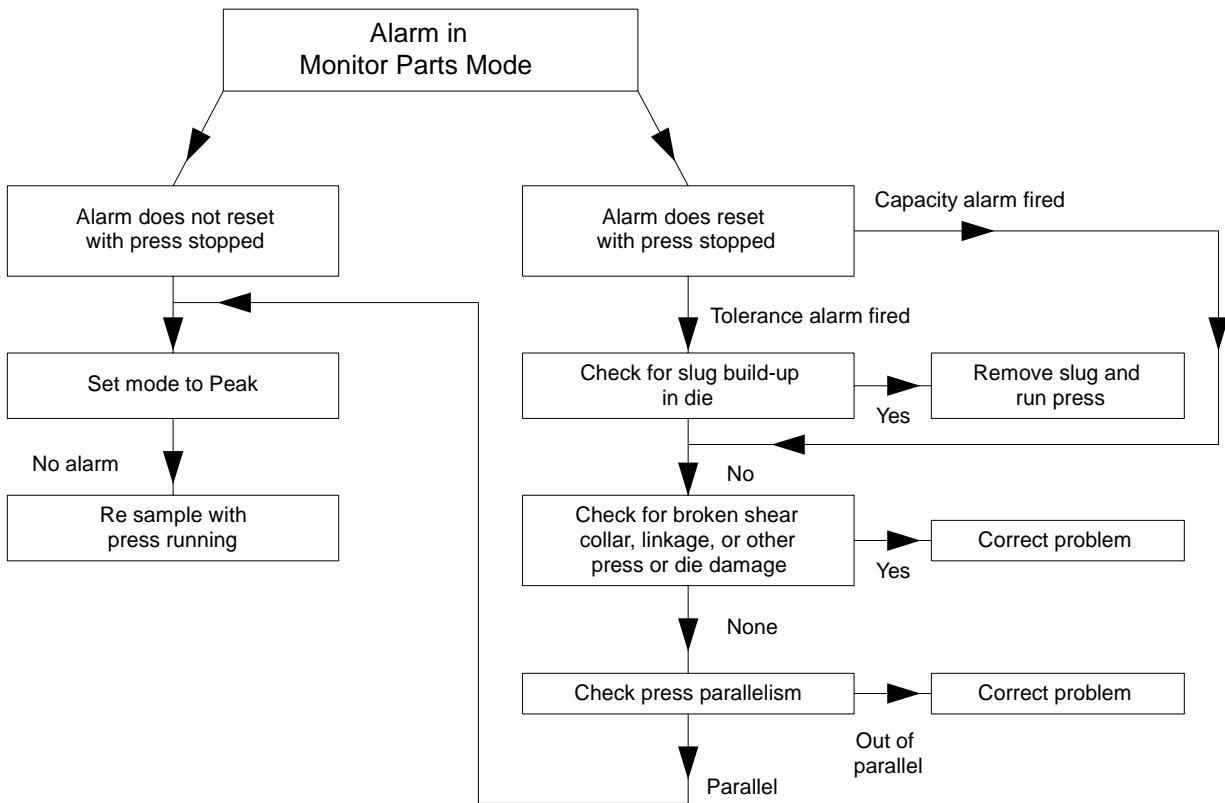 Alarm in
Monitor Parts Mode
Alarm does not reset
with press stopped
Alarm does reset
with press stopped
Capacity alarm fired
Tolerance alarm fired
Set mode to Peak
Check for slug build-up
in die
Yes
Remove slug and
run press
No alarm
No
Re sample with
press running
Check for broken shear
collar, linkage, or other
press or die damage
Yes
Correct problem
None
Check press parallelism
Correct problem
Out of
parallel
Parallel